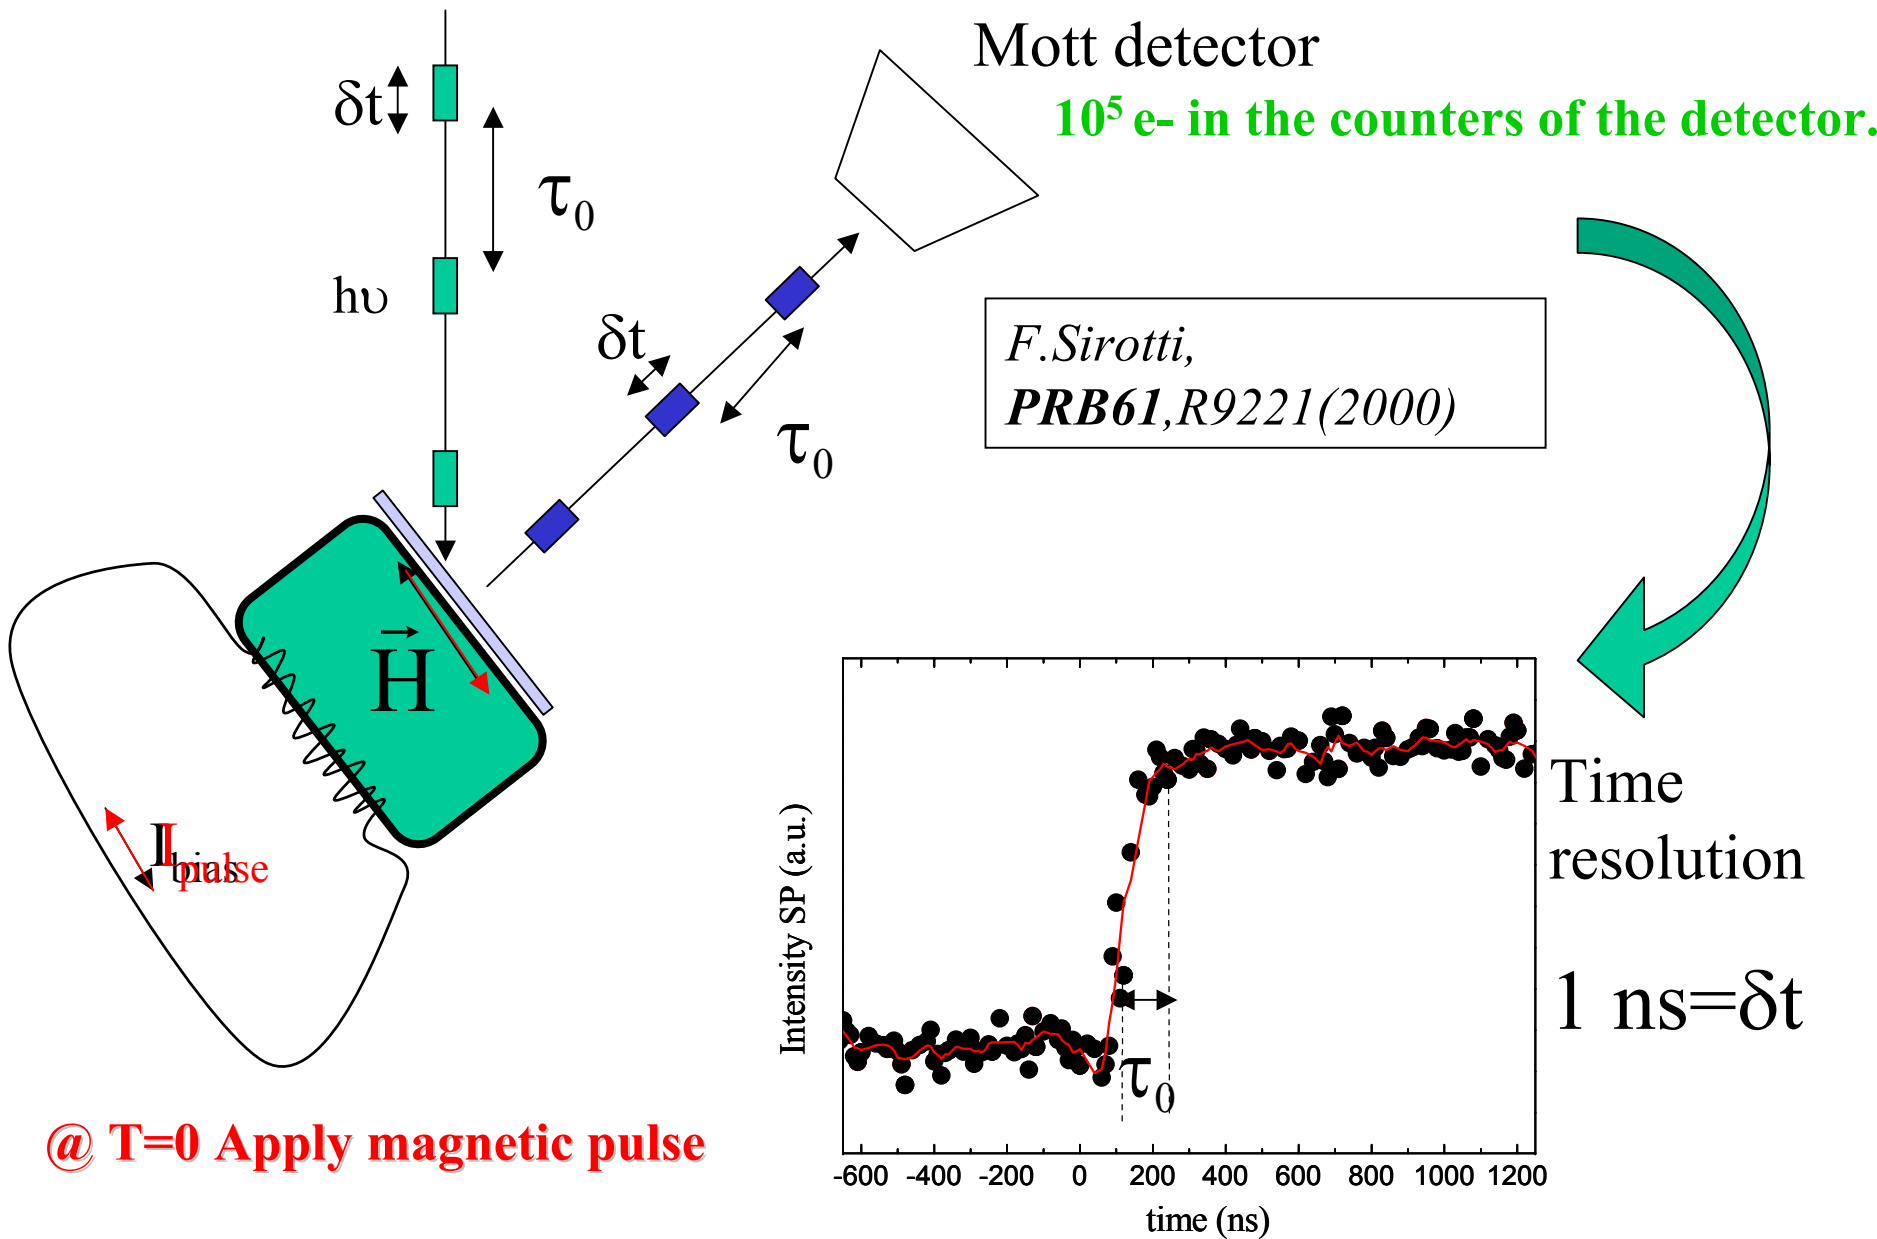 Mott detector
10⁵ e- in the counters of the detector.
δt
τ₀
hυ
δt
τ₀
F.Sirotti,
PRB61,R9221(2000)
H
I bias
I pulse
@ T=0 Apply magnetic pulse
Intensity SP (a.u.)
τ₀
-600 -400 -200 0 200 400 600 800 1000 1200
time (ns)
Time
resolution
1 ns=δt